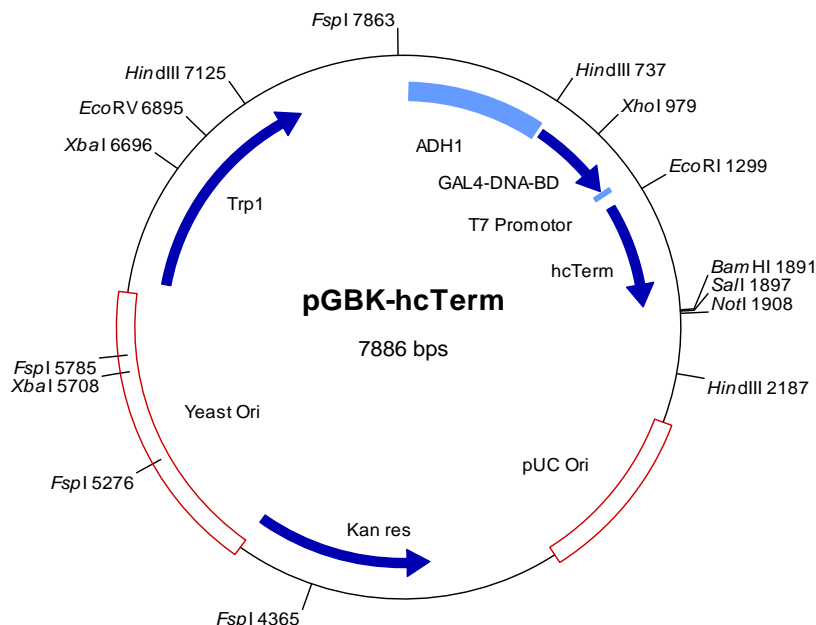 FspI 7863
HindIII 7125
HindIII 737
EcoRV 6895
XhoI 979
XbaI 6696
ADH1
EcoRI 1299
GAL4-DNA-BD
Trp1
T7 Promotor
hcTerm
BamHI 1891
SalI 1897
NotI 1908
pGBK-hcTerm
7886 bps
FspI 5785
XbaI 5708
HindIII 2187
Yeast Ori
pUC Ori
FspI 5276
Kan res
FspI 4365